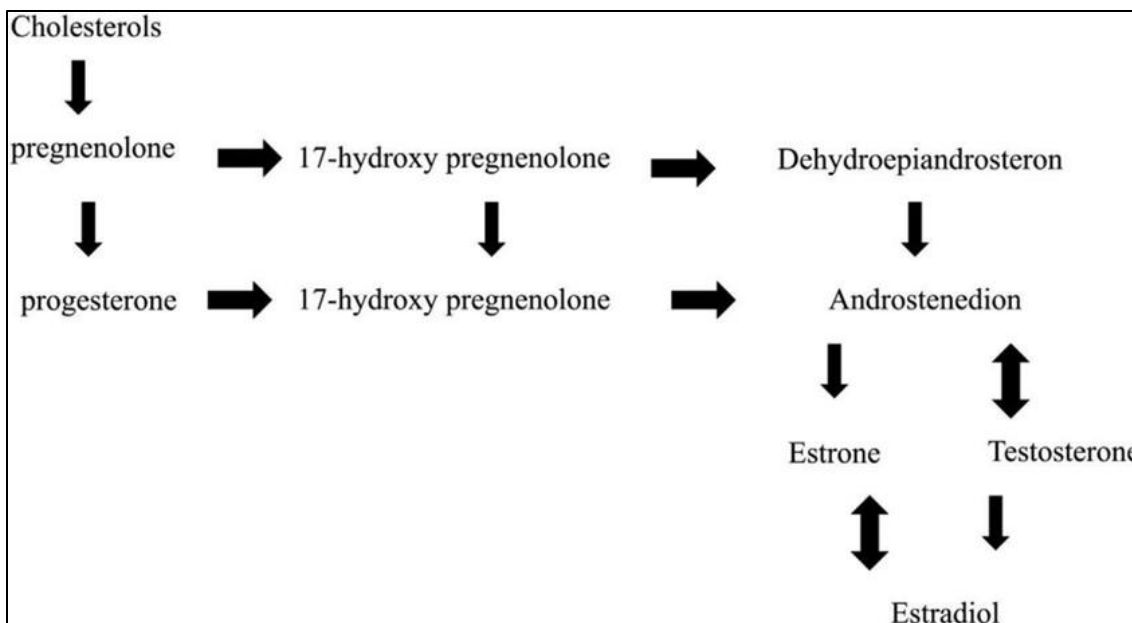 Cholesterols
pregnenolone
17-hydroxy pregnenolone
Dehydroepiandrosteron
progesterone
17-hydroxy pregnenolone
Androstenedion
Estrone
Testosterone
Estradiol